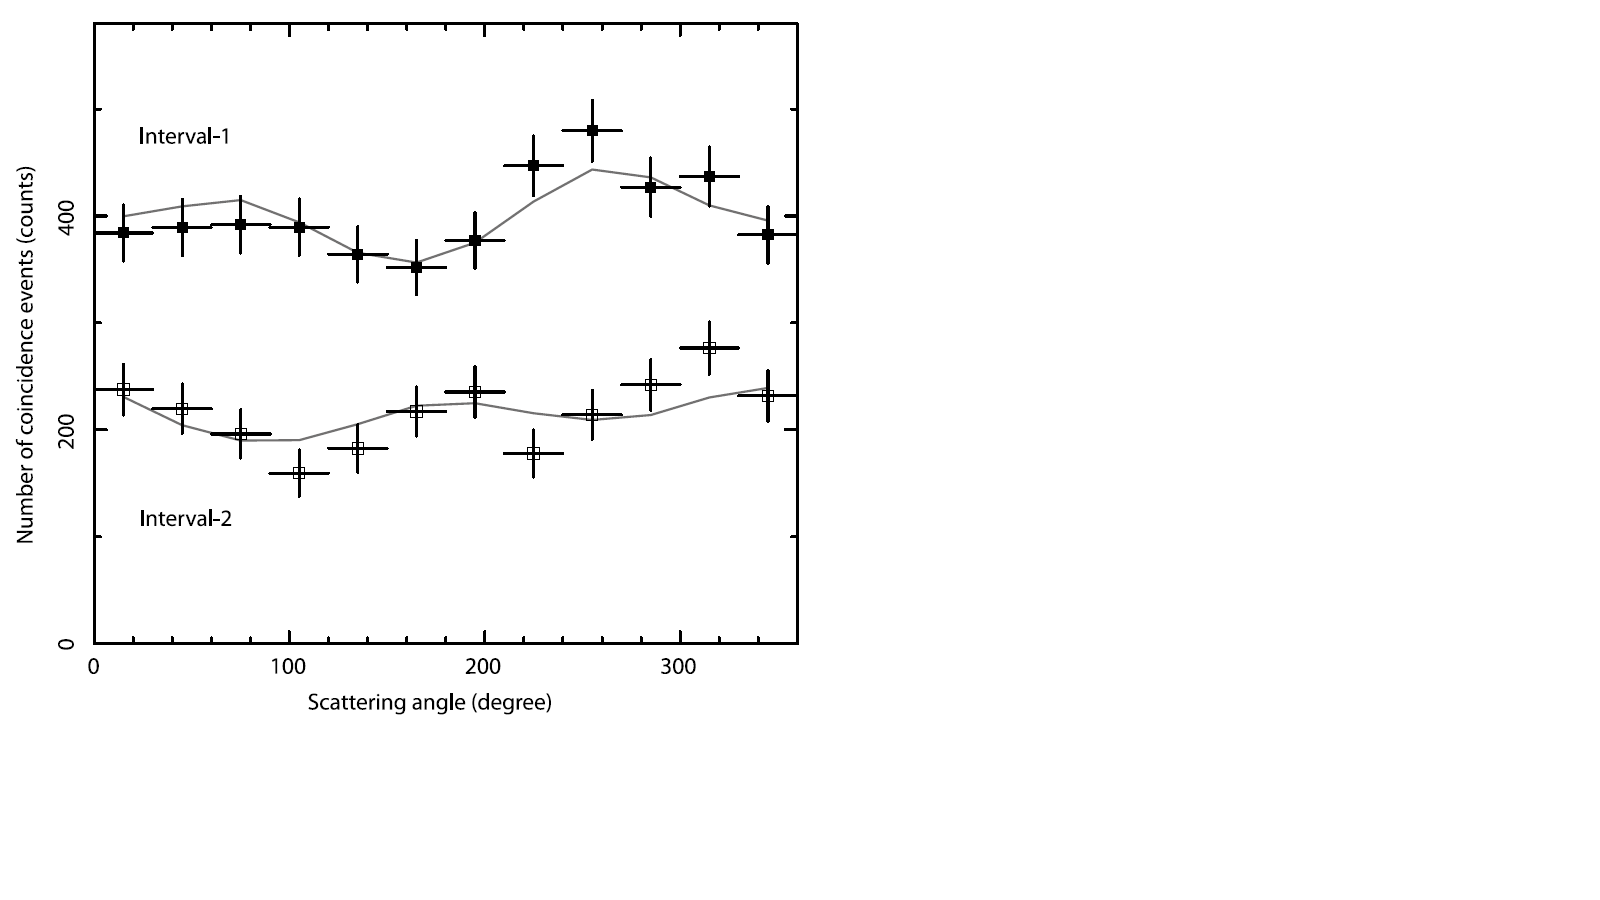 Number of coincidence events (counts)
400
200
0
Interval-1
Interval-2
0 100 200 300
Scattering angle (degree)